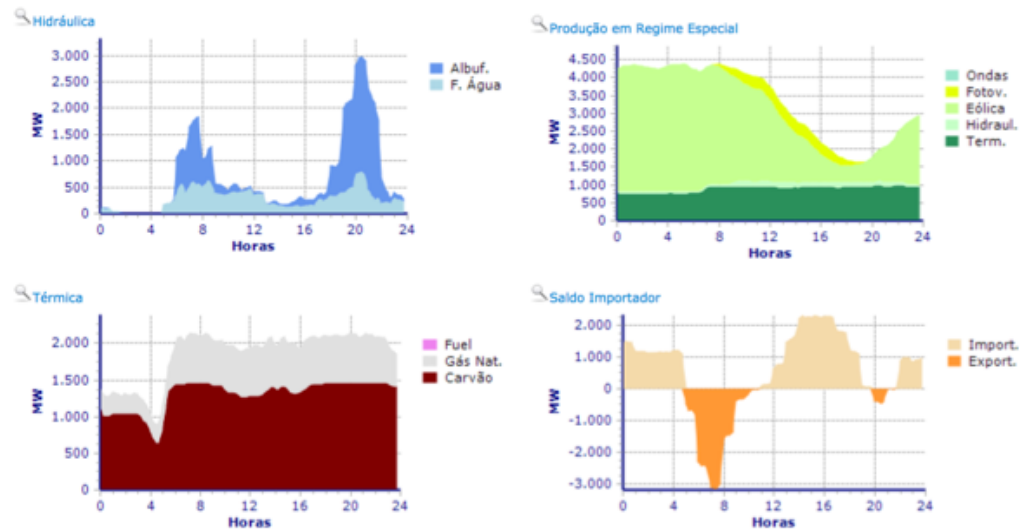 Hidráulica
3.000
2.500
2.000
1.500
1.000
500
0
MW
0 4 8 12 16 20 24
Horas
Albuf.
F. Água
Produção em Regime Especial
4.500
4.000
3.500
3.000
2.500
2.000
1.500
1.000
500
0
MW
0 4 8 12 16 20 24
Horas
Ondas
Fotov.
Eólica
Hidraul.
Term.
Térmica
2.000
1.500
1.000
500
0
MW
0 4 8 12 16 20 24
Horas
Fuel
Gás Nat.
Carvão
Saldo Importador
2.000
1.000
0
-1.000
-2.000
-3.000
MW
0 4 8 12 16 20 24
Horas
Import.
Export.